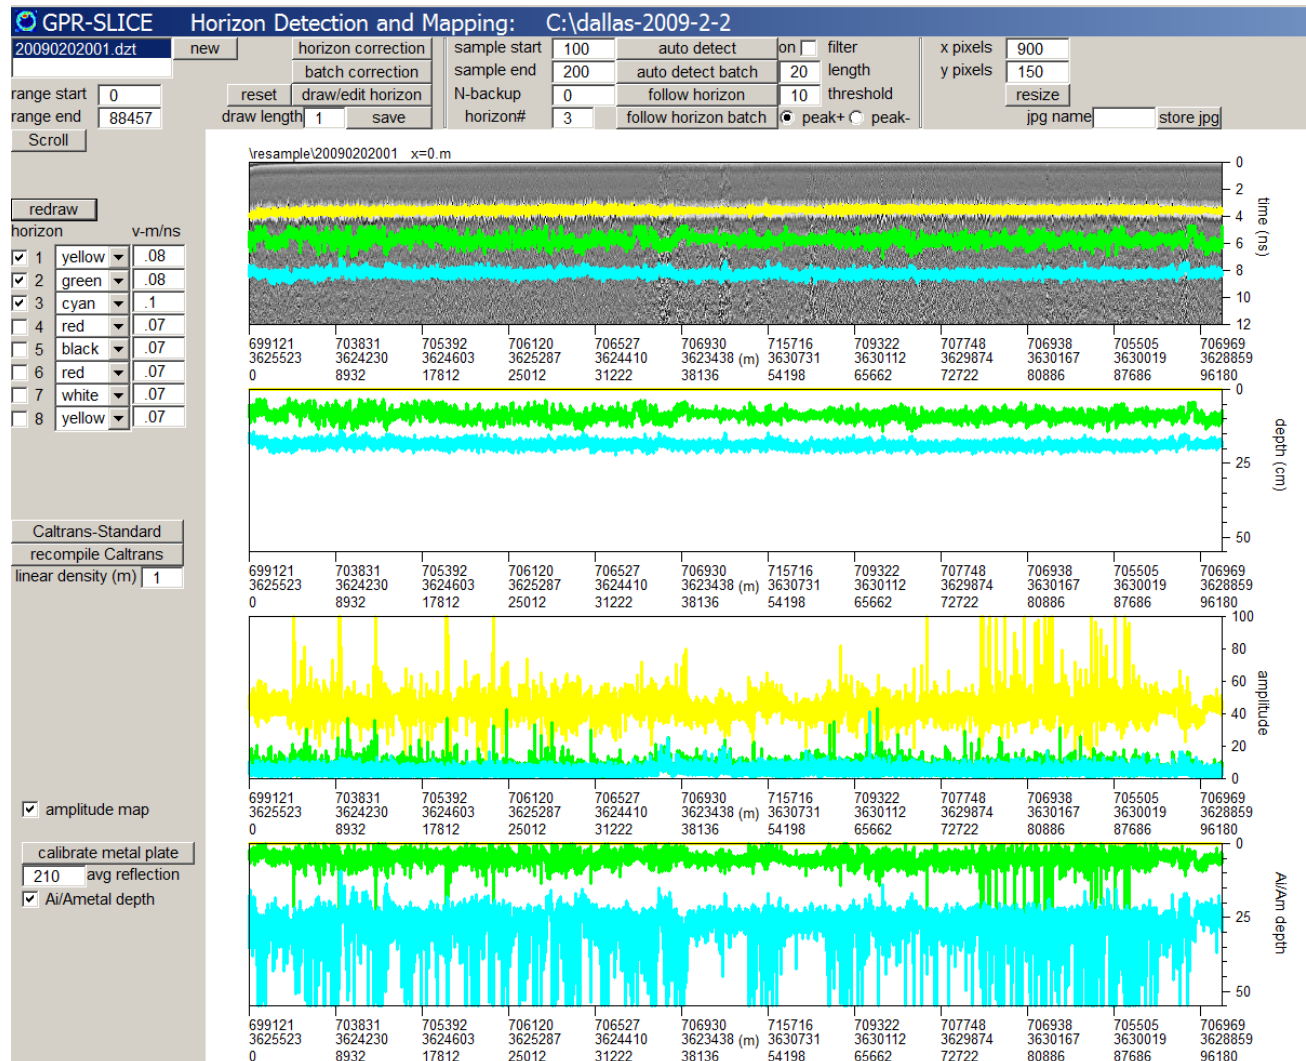 GPR-SLICE Horizon Detection and Mapping: C:\dallas-2009-2-2
20090202001.dzt new horizon correction sample start 100 auto detect on filter x pixels 900
batch correction sample end 200 auto detect batch 20 length y pixels 150
range start 0 reset draw/edit horizon N-backup 0 follow horizon 10 threshold resize
range end 88457 draw length 1 save horizon# 3 follow horizon batch peak+ peak- jpg name store jpg
Scroll
\resample\20090202001 x=0.m
0
2
4
6
8
10
12
time (ns)
redraw
horizon v-m/ns
1 yellow .08
2 green .08
3 cyan .1
4 red .07
5 black .07
6 red .07
7 white .07
8 yellow .07
699121 703831 705392 706120 706527 706930 715716 709322 707748 706938 705505 706969
3625523 3624230 3624603 3625287 3624410 3623438 (m) 3630731 3630112 3629874 3630167 3630019 3628859
0 8932 17812 25012 31222 38136 54198 65662 72722 80886 87686 96180
0
25
50
depth (cm)
Caltrans-Standard
recompile Caltrans
linear density (m) 1
699121 703831 705392 706120 706527 706930 715716 709322 707748 706938 705505 706969
3625523 3624230 3624603 3625287 3624410 3623438 (m) 3630731 3630112 3629874 3630167 3630019 3628859
0 8932 17812 25012 31222 38136 54198 65662 72722 80886 87686 96180
100
80
60
40
20
0
amplitude
699121 703831 705392 706120 706527 706930 715716 709322 707748 706938 705505 706969
3625523 3624230 3624603 3625287 3624410 3623438 (m) 3630731 3630112 3629874 3630167 3630019 3628859
0 8932 17812 25012 31222 38136 54198 65662 72722 80886 87686 96180
amplitude map
calibrate metal plate
210 avg reflection
Ai/Ametal depth
0
25
50
Ai/Am depth
699121 703831 705392 706120 706527 706930 715716 709322 707748 706938 705505 706969
3625523 3624230 3624603 3625287 3624410 3623438 (m) 3630731 3630112 3629874 3630167 3630019 3628859
0 8932 17812 25012 31222 38136 54198 65662 72722 80886 87686 96180